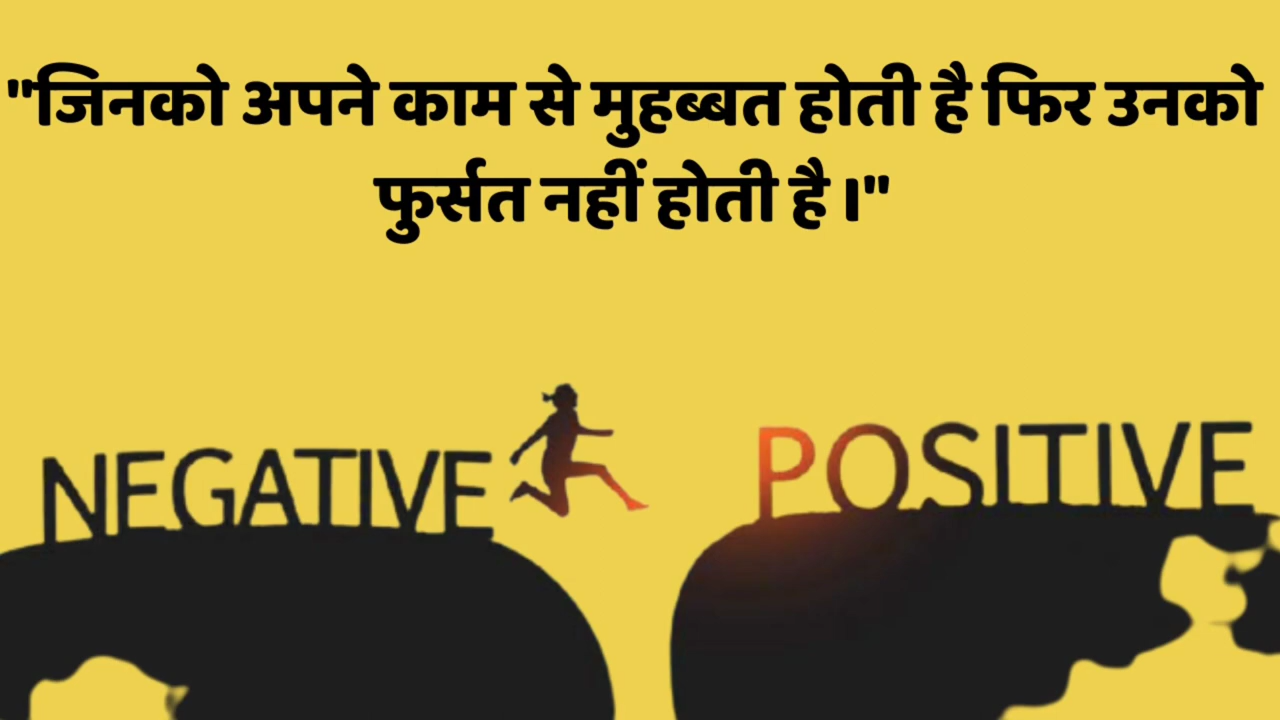 "जिनको अपने काम से मुहब्बत होती है फिर उनको
फुर्सत नहीं होती है।"
NEGATIVE
POSITIVE